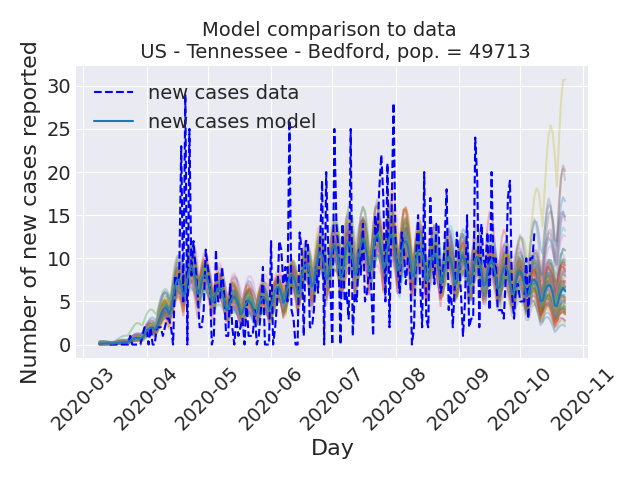 Model comparison to data
US - Tennessee - Bedford, pop. = 49713
Number of new cases reported
30
25
20
15
10
5
0
new cases data
new cases model
2020-03
2020-04
2020-05
2020-06
2020-07
2020-08
2020-09
2020-10
2020-11
Day